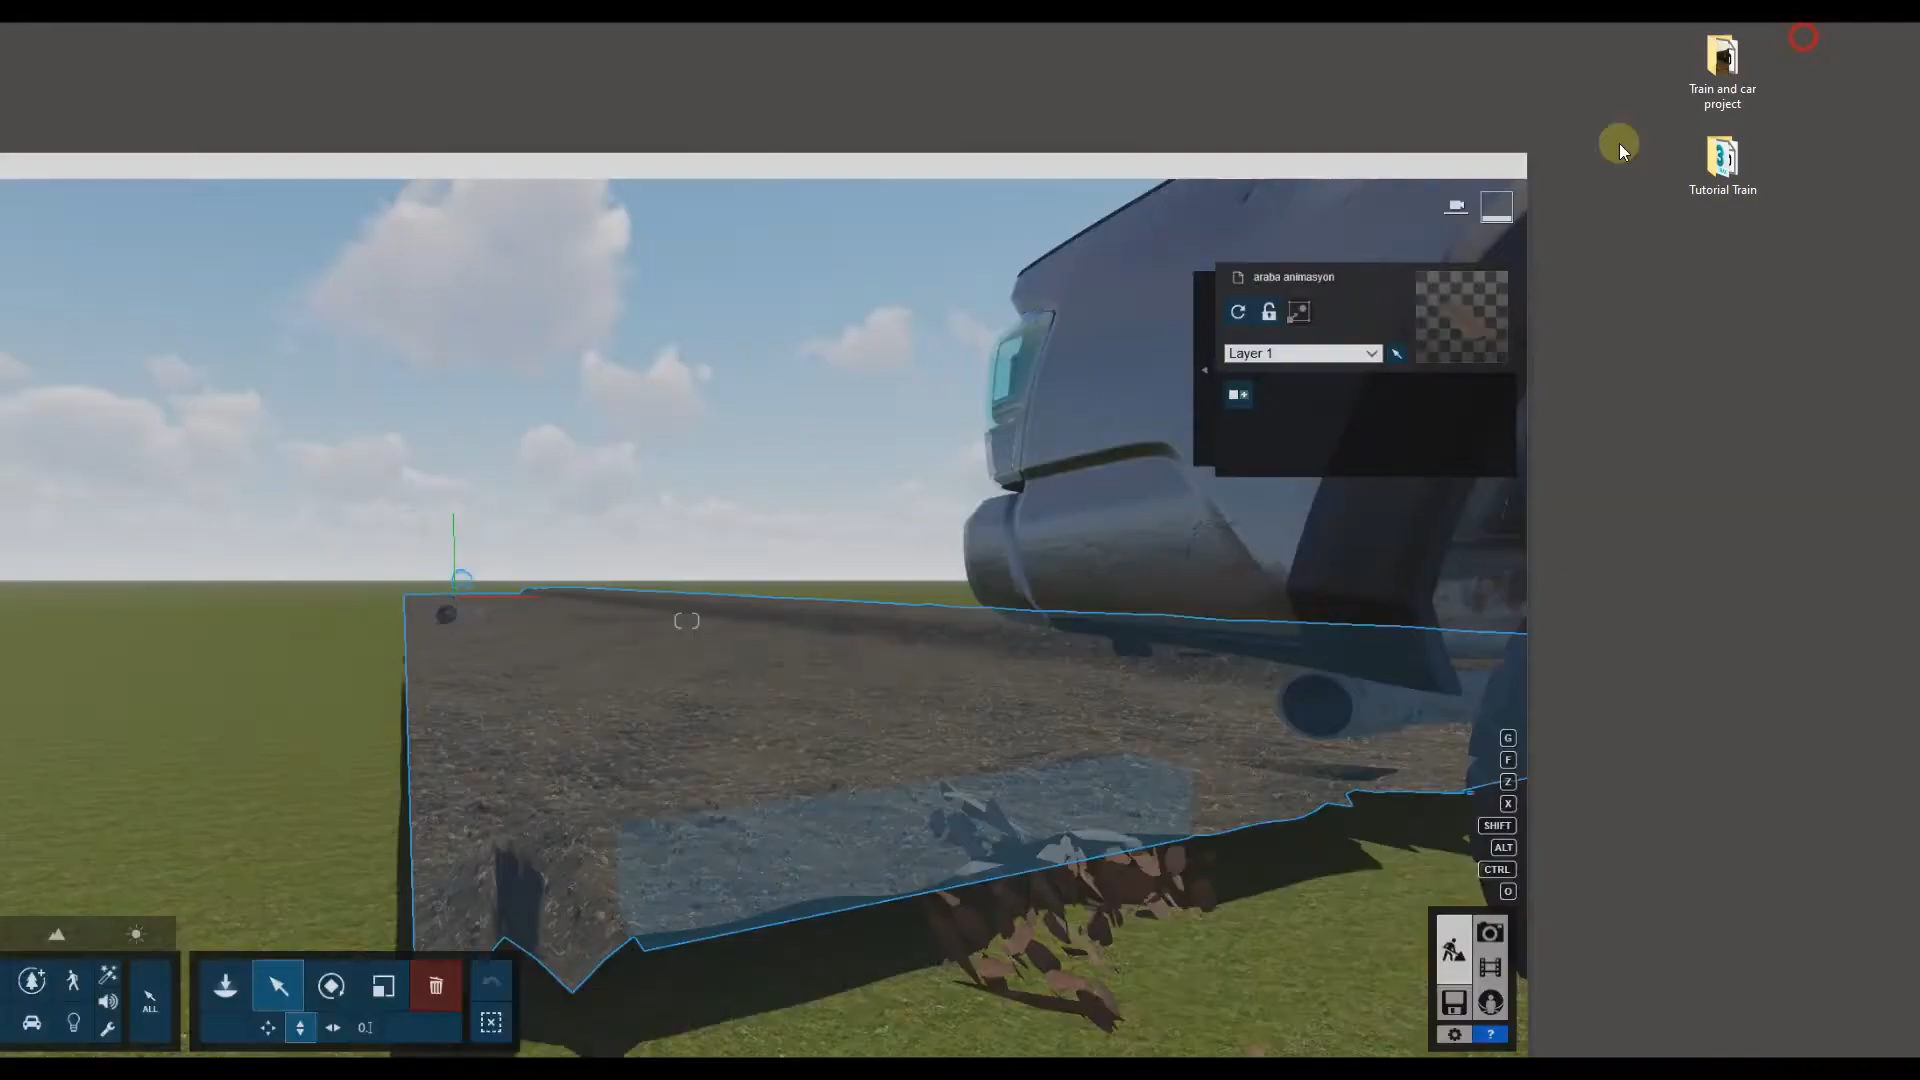 Train and car
project
Tutorial Train
araba animasyon
Layer 1
G
F
Z
X
SHIFT
ALT
CTRL
O
ALL
?